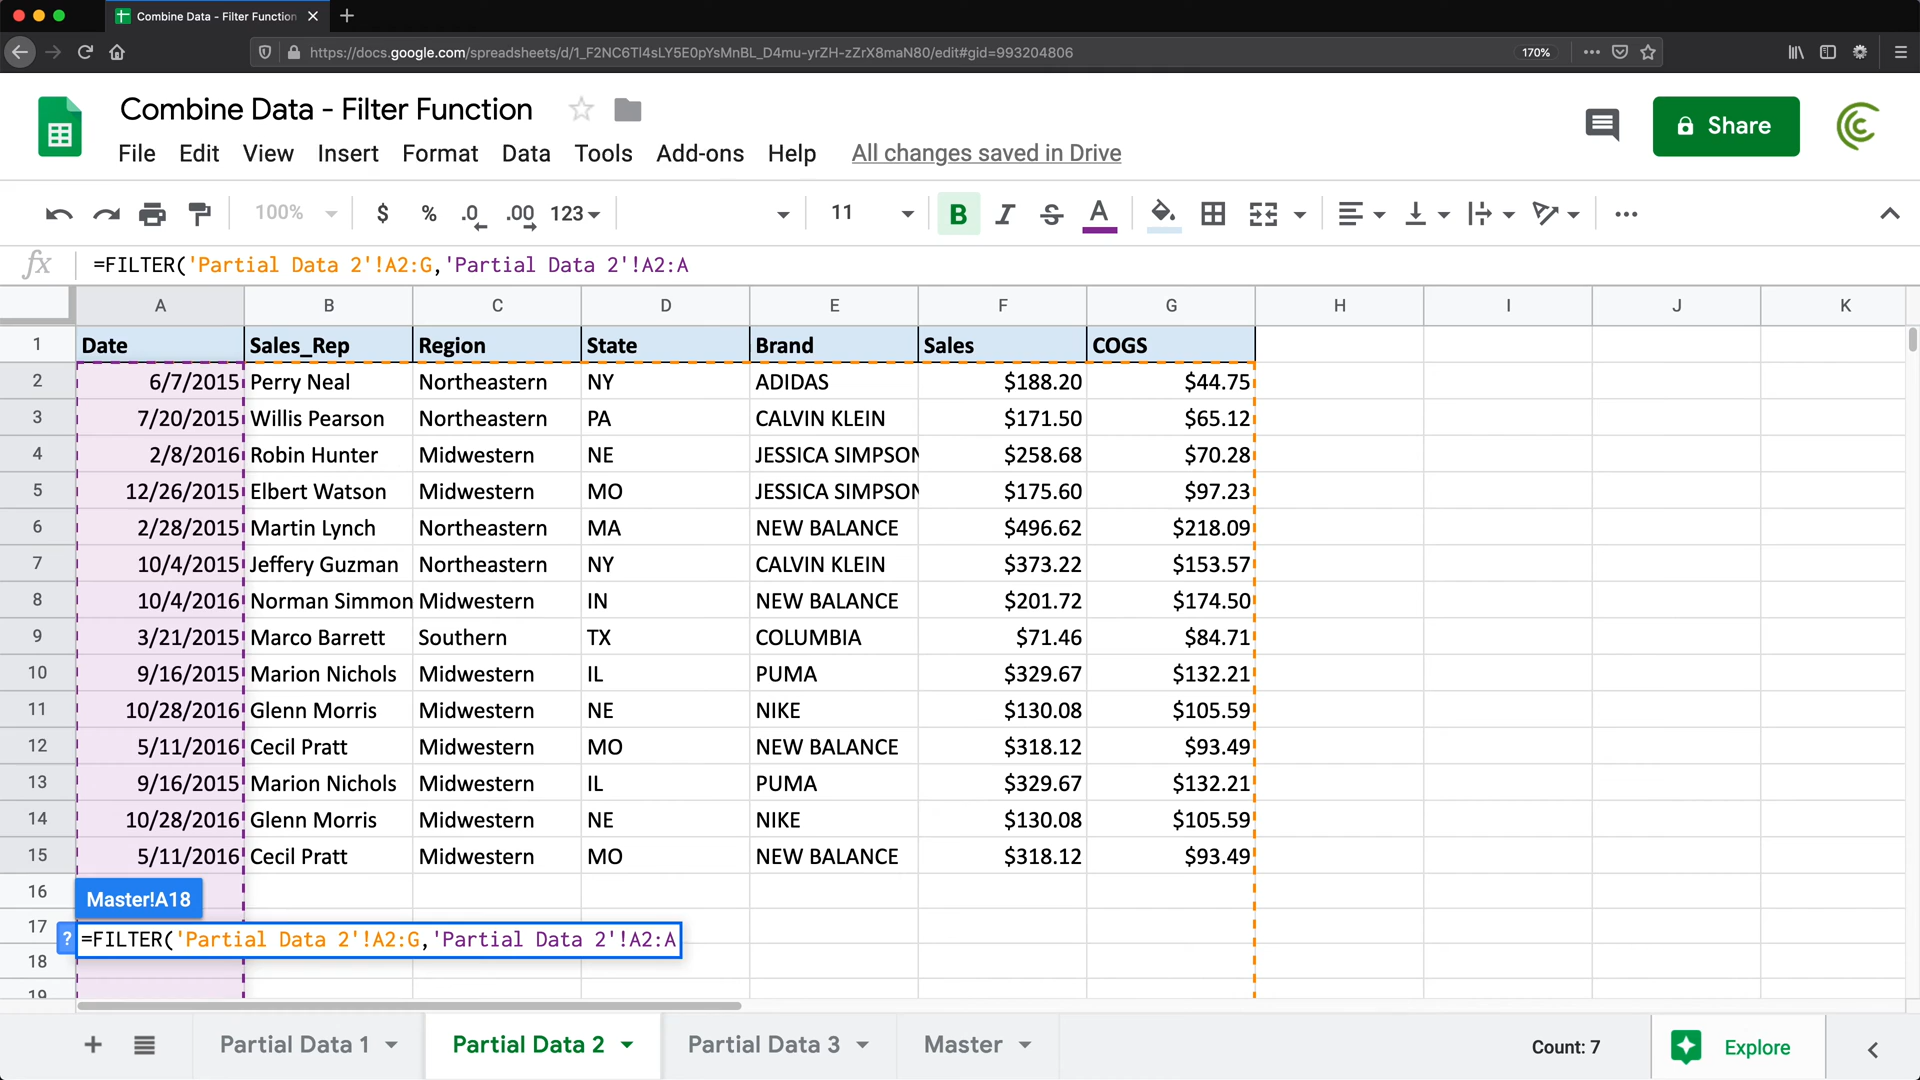 Combine Data - Filter Function
https://docs.google.com/spreadsheets/d/1_F2NC6Tl4sLY5E0pYsMnBL_D4mu-yrZH-zZrX8maN80/edit#gid=993204806 170%
Combine Data - Filter Function
File Edit View Insert Format Data Tools Add-ons Help All changes saved in Drive
Share
100% $ % .0 .00 123 11 B I S A
fx =FILTER('Partial Data 2'!A2:G,'Partial Data 2'!A2:A
A B C D E F G H I J K
1 Date Sales_Rep Region State Brand Sales COGS
2 6/7/2015 Perry Neal Northeastern NY ADIDAS $188.20 $44.75
3 7/20/2015 Willis Pearson Northeastern PA CALVIN KLEIN $171.50 $65.12
4 2/8/2016 Robin Hunter Midwestern NE JESSICA SIMPSON $258.68 $70.28
5 12/26/2015 Elbert Watson Midwestern MO JESSICA SIMPSON $175.60 $97.23
6 2/28/2015 Martin Lynch Northeastern MA NEW BALANCE $496.62 $218.09
7 10/4/2015 Jeffery Guzman Northeastern NY CALVIN KLEIN $373.22 $153.57
8 10/4/2016 Norman Simmon Midwestern IN NEW BALANCE $201.72 $174.50
9 3/21/2015 Marco Barrett Southern TX COLUMBIA $71.46 $84.71
10 9/16/2015 Marion Nichols Midwestern IL PUMA $329.67 $132.21
11 10/28/2016 Glenn Morris Midwestern NE NIKE $130.08 $105.59
12 5/11/2016 Cecil Pratt Midwestern MO NEW BALANCE $318.12 $93.49
13 9/16/2015 Marion Nichols Midwestern IL PUMA $329.67 $132.21
14 10/28/2016 Glenn Morris Midwestern NE NIKE $130.08 $105.59
15 5/11/2016 Cecil Pratt Midwestern MO NEW BALANCE $318.12 $93.49
16 Master!A18
17 ? =FILTER('Partial Data 2'!A2:G,'Partial Data 2'!A2:A
18
19
Partial Data 1 Partial Data 2 Partial Data 3 Master Count: 7 Explore